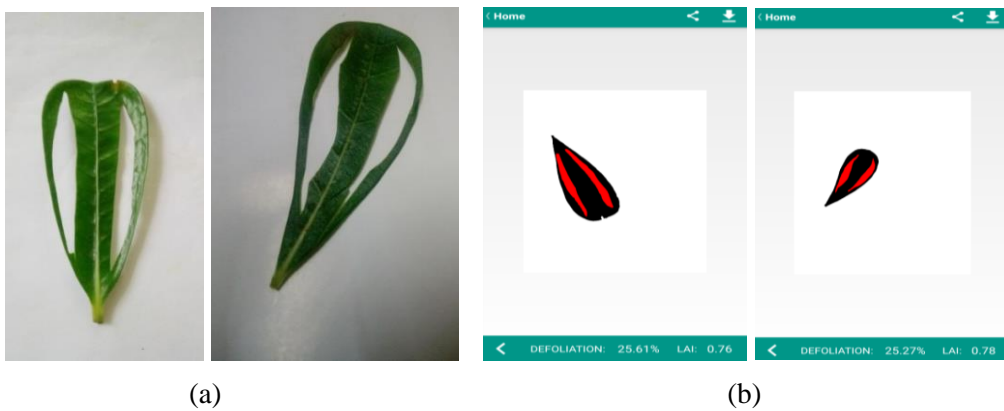 ‹ Home
‹ Home
DEFOLIATION: 25.61% LAI: 0.76
DEFOLIATION: 25.27% LAI: 0.78
(a)
(b)